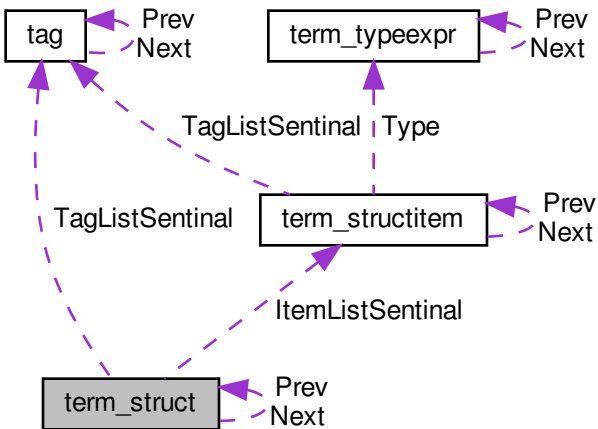 tag
Prev
Next
term_typeexpr
Prev
Next
TagListSentinal
Type
TagListSentinal
term_structitem
Prev
Next
ItemListSentinal
term_struct
Prev
Next